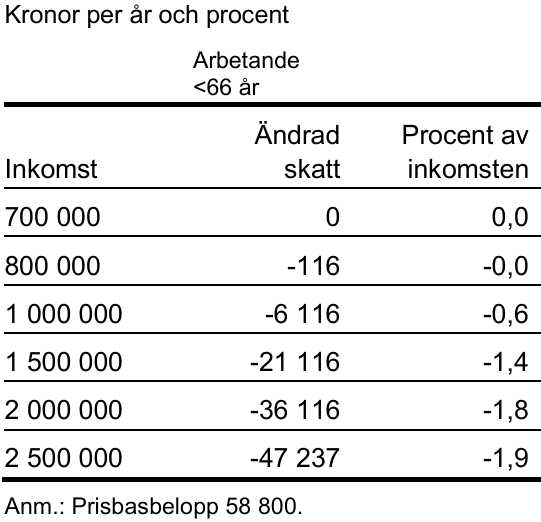 Kronor per år och procent
Arbetande
<66 år
Ändrad Procent av
Inkomst skatt inkomsten
700 000 0 0,0
800 000 -116 -0,0
1 000 000 -6 116 -0,6
1 500 000 -21 116 -1,4
2 000 000 -36 116 -1,8
2 500 000 -47 237 -1,9
Anm.: Prisbasbelopp 58 800.